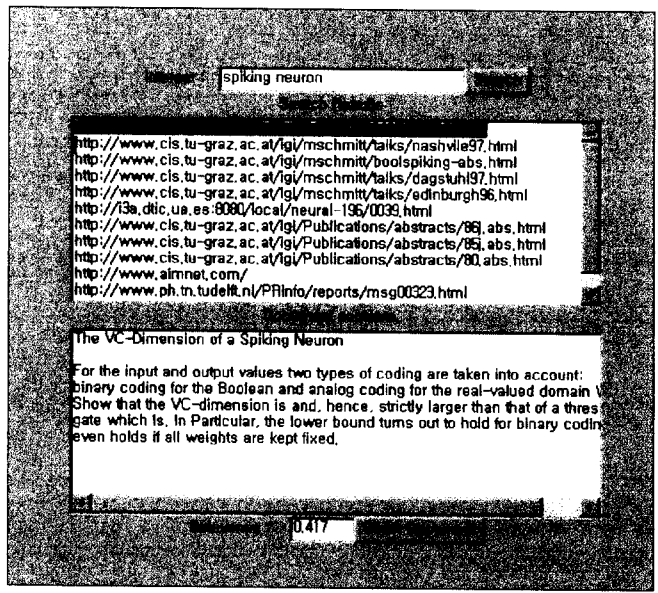 spiking neuron
http://www.cis.tu-graz.ac.at/igi/mschmitt/talks/nashvlle97.html
http://www.cis.tu-graz.ac.at/igi/mschmitt/boolspiking-abs.html
http://www.cis.tu-graz.ac.at/igi/mschmitt/talks/dagstuhl97.html
http://www.cis.tu-graz.ac.at/igi/mschmitt/talks/edinburgh96.html
http://i3a.dtic.ua.es:8080/local/neural-195/0039.html
http://www.cis.tu-graz.ac.at/igi/Publications/abstracts/86j.abs.html
http://www.cis.tu-graz.ac.at/igi/Publications/abstracts/85j.abs.html
http://www.cis.tu-graz.ac.at/igi/Publications/abstracts/80.abs.html
http://www.aimnet.com/
http://www.ph.tn.tudelft.nl/PRInfo/reports/msg00323.html
The VC-Dimension of a Spiking Neuron
For the input and output values two types of coding are taken into account:
binary coding for the Boolean and analog coding for the real-valued domain
Show that the VC-dimension is and, hence, strictly larger than that of a thres
gate which is. In Particular, the lower bound turns out to hold for binary codin
even holds if all weights are kept fixed.
0.417